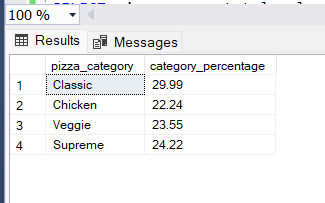 100 %
Results Messages
pizza_category category_percentage
1 Classic 29.99
2 Chicken 22.24
3 Veggie 23.55
4 Supreme 24.22